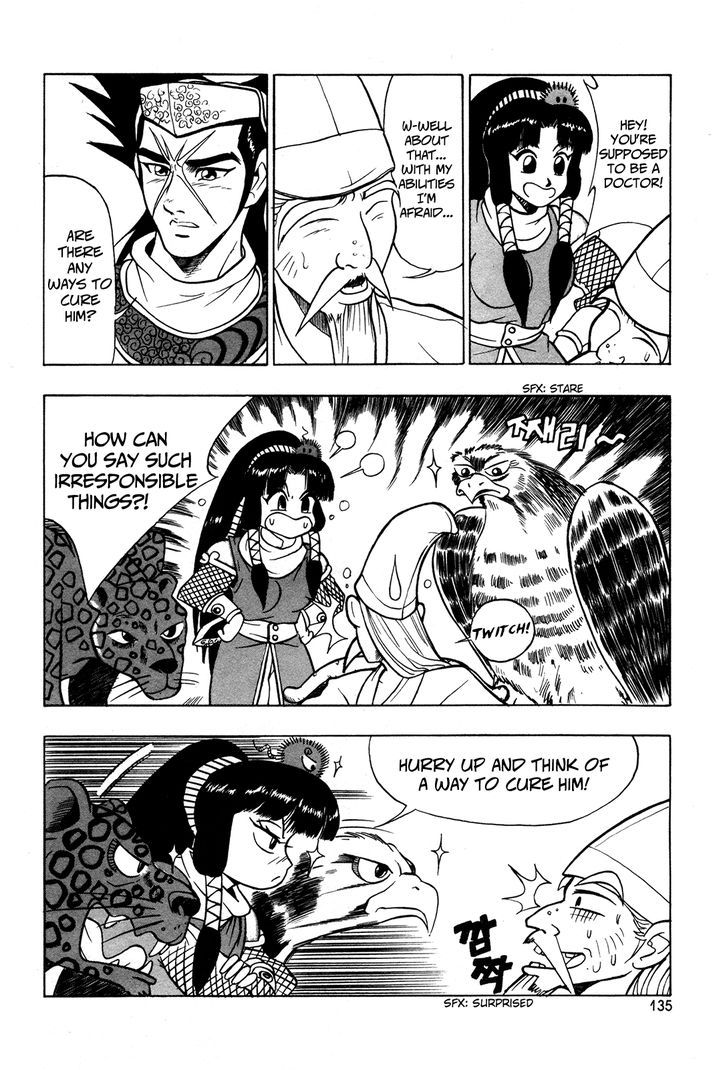 ARE
THERE
ANY
WAYS TO
CURE
HIM?
W-WELL
ABOUT
THAT...
WITH MY
ABILITIES
I'M
AFRAID...
HEY!
YOU'RE
SUPPOSED
TO BE A
DOCTOR!
SFX: STARE
HOW CAN
YOU SAY SUCH
IRRESPONSIBLE
THINGS?!
째리~
TWITCH!
HURRY UP AND THINK OF
A WAY TO CURE HIM!
깜짝
SFX: SURPRISED
135